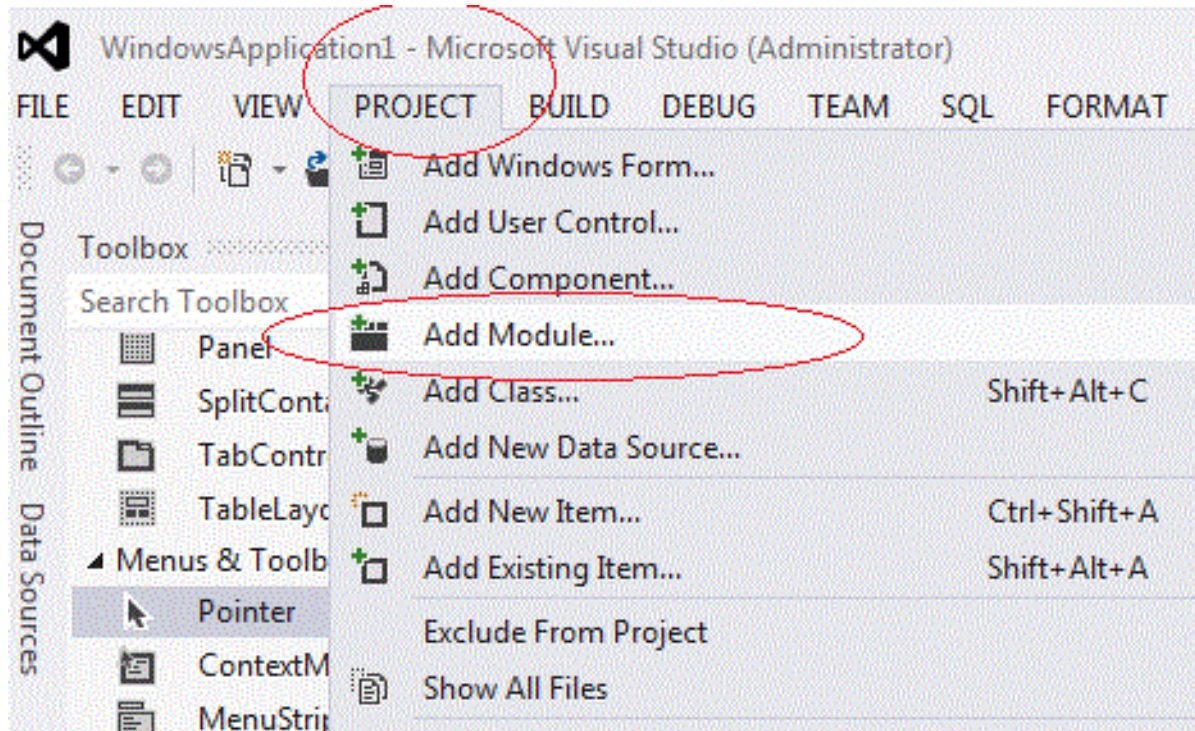 WindowsApplication1 - Microsoft Visual Studio (Administrator)
FILE EDIT VIEW PROJECT BUILD DEBUG TEAM SQL FORMAT
Add Windows Form...
Add User Control...
Add Component...
Add Module...
Add Class... Shift+Alt+C
Add New Data Source...
Add New Item... Ctrl+Shift+A
Add Existing Item... Shift+Alt+A
Exclude From Project
Show All Files
Document Outline
Data Sources
Toolbox
Search Toolbox
Panel
SplitConta
TabContr
TableLayo
Menus & Toolb
Pointer
ContextM
MenuStrip